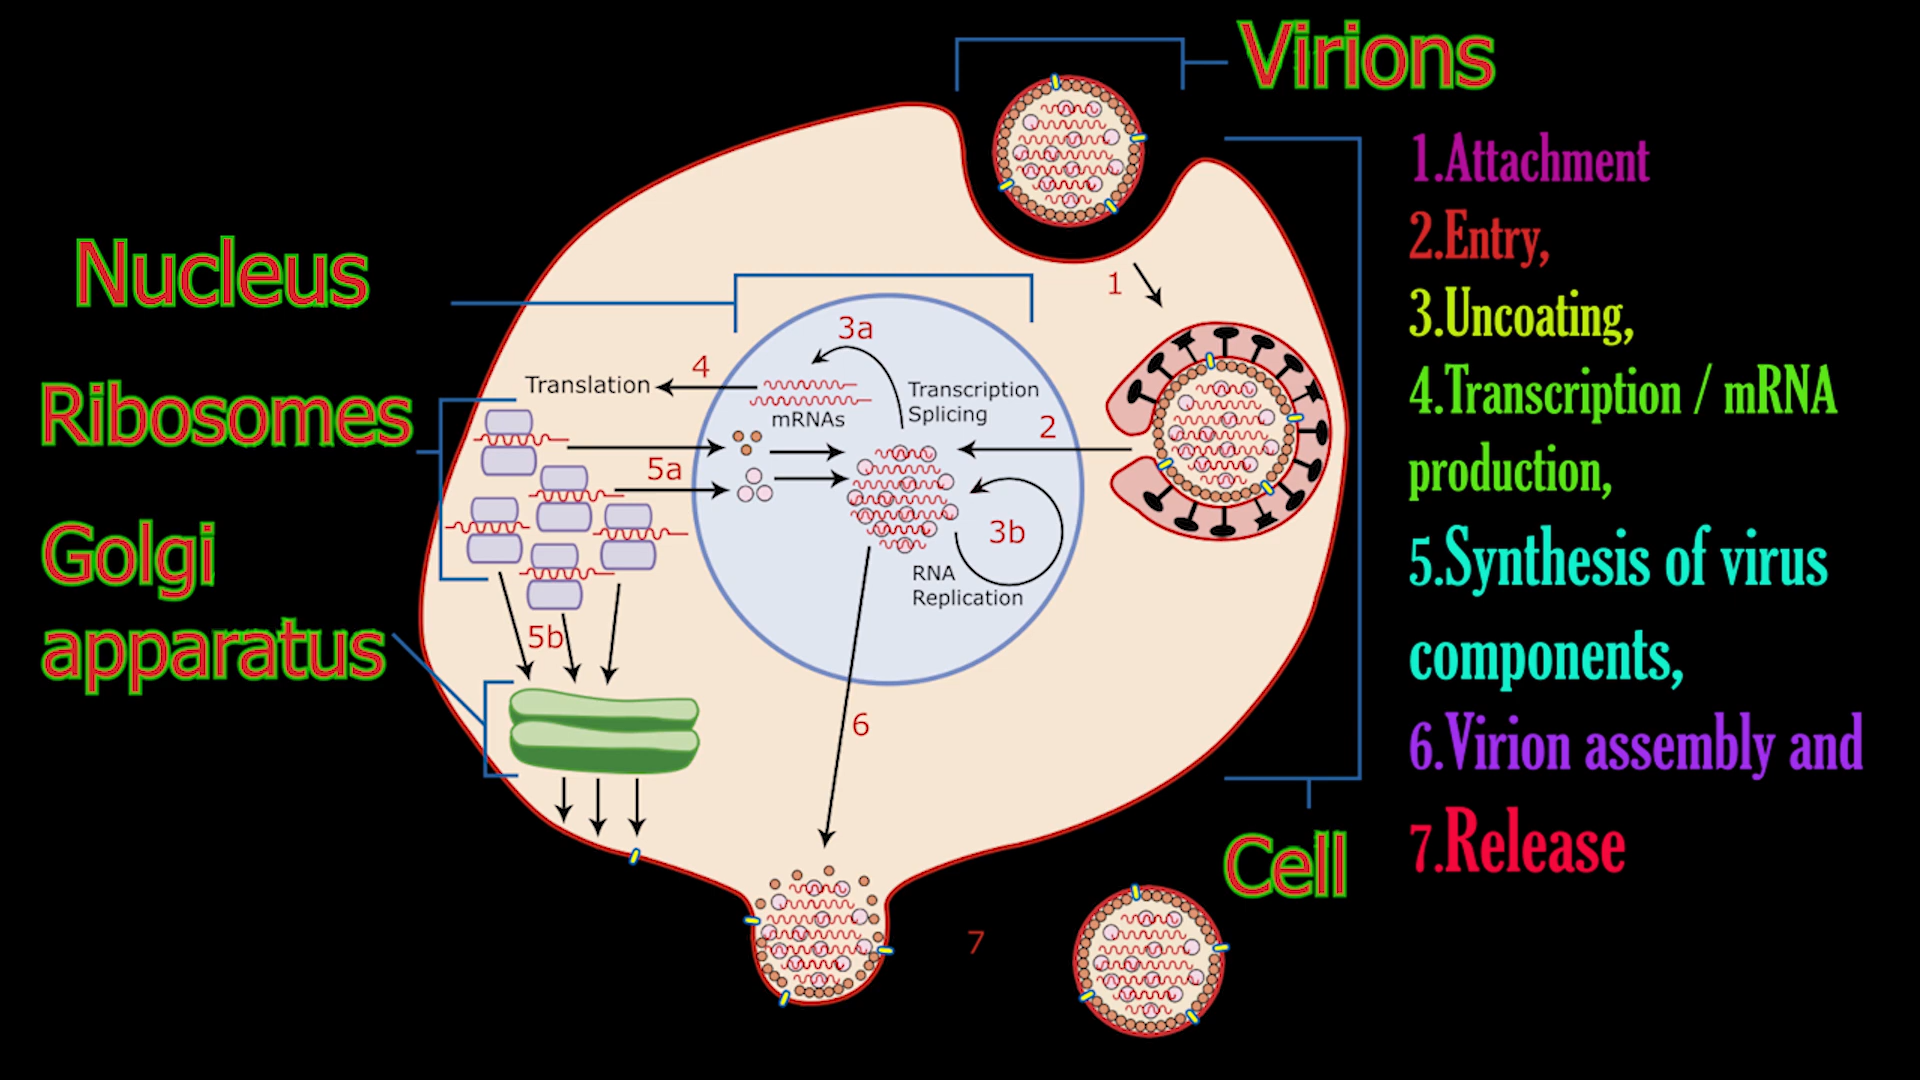 Virions
1.Attachment
2.Entry,
3.Uncoating,
4.Transcription / mRNA
production,
5.Synthesis of virus
components,
6.Virion assembly and
7.Release
Nucleus
Ribosomes
Golgi
apparatus
Cell
1
2
3a
Transcription
Splicing
mRNAs
4
Translation
5a
3b
RNA
Replication
5b
6
7